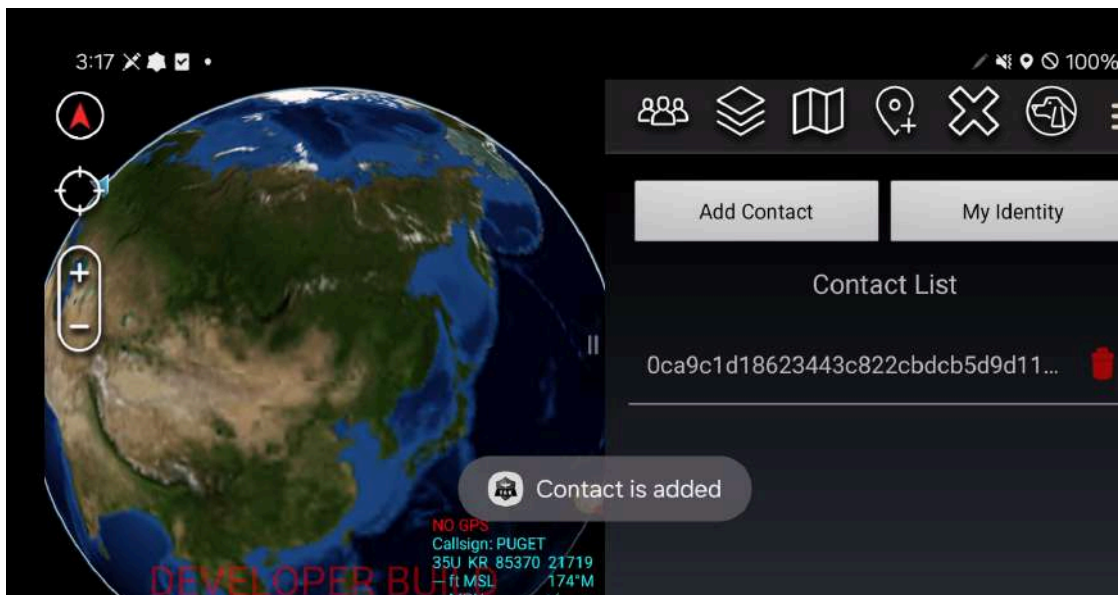 3:17
100%
Add Contact
My Identity
Contact List
0ca9c1d18623443c822cbdcb5d9d11...
Contact is added
NO GPS
Callsign: PUGET
35U KR 85370 21719
-- ft MSL 174°M
DEVELOPER BUILD